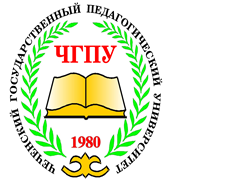 ЧЕЧЕНСКИЙ ГОСУДАРСТВЕННЫЙ ПЕДАГОГИЧЕСКИЙ УНИВЕРСИТЕТ
ЧГПУ
1980